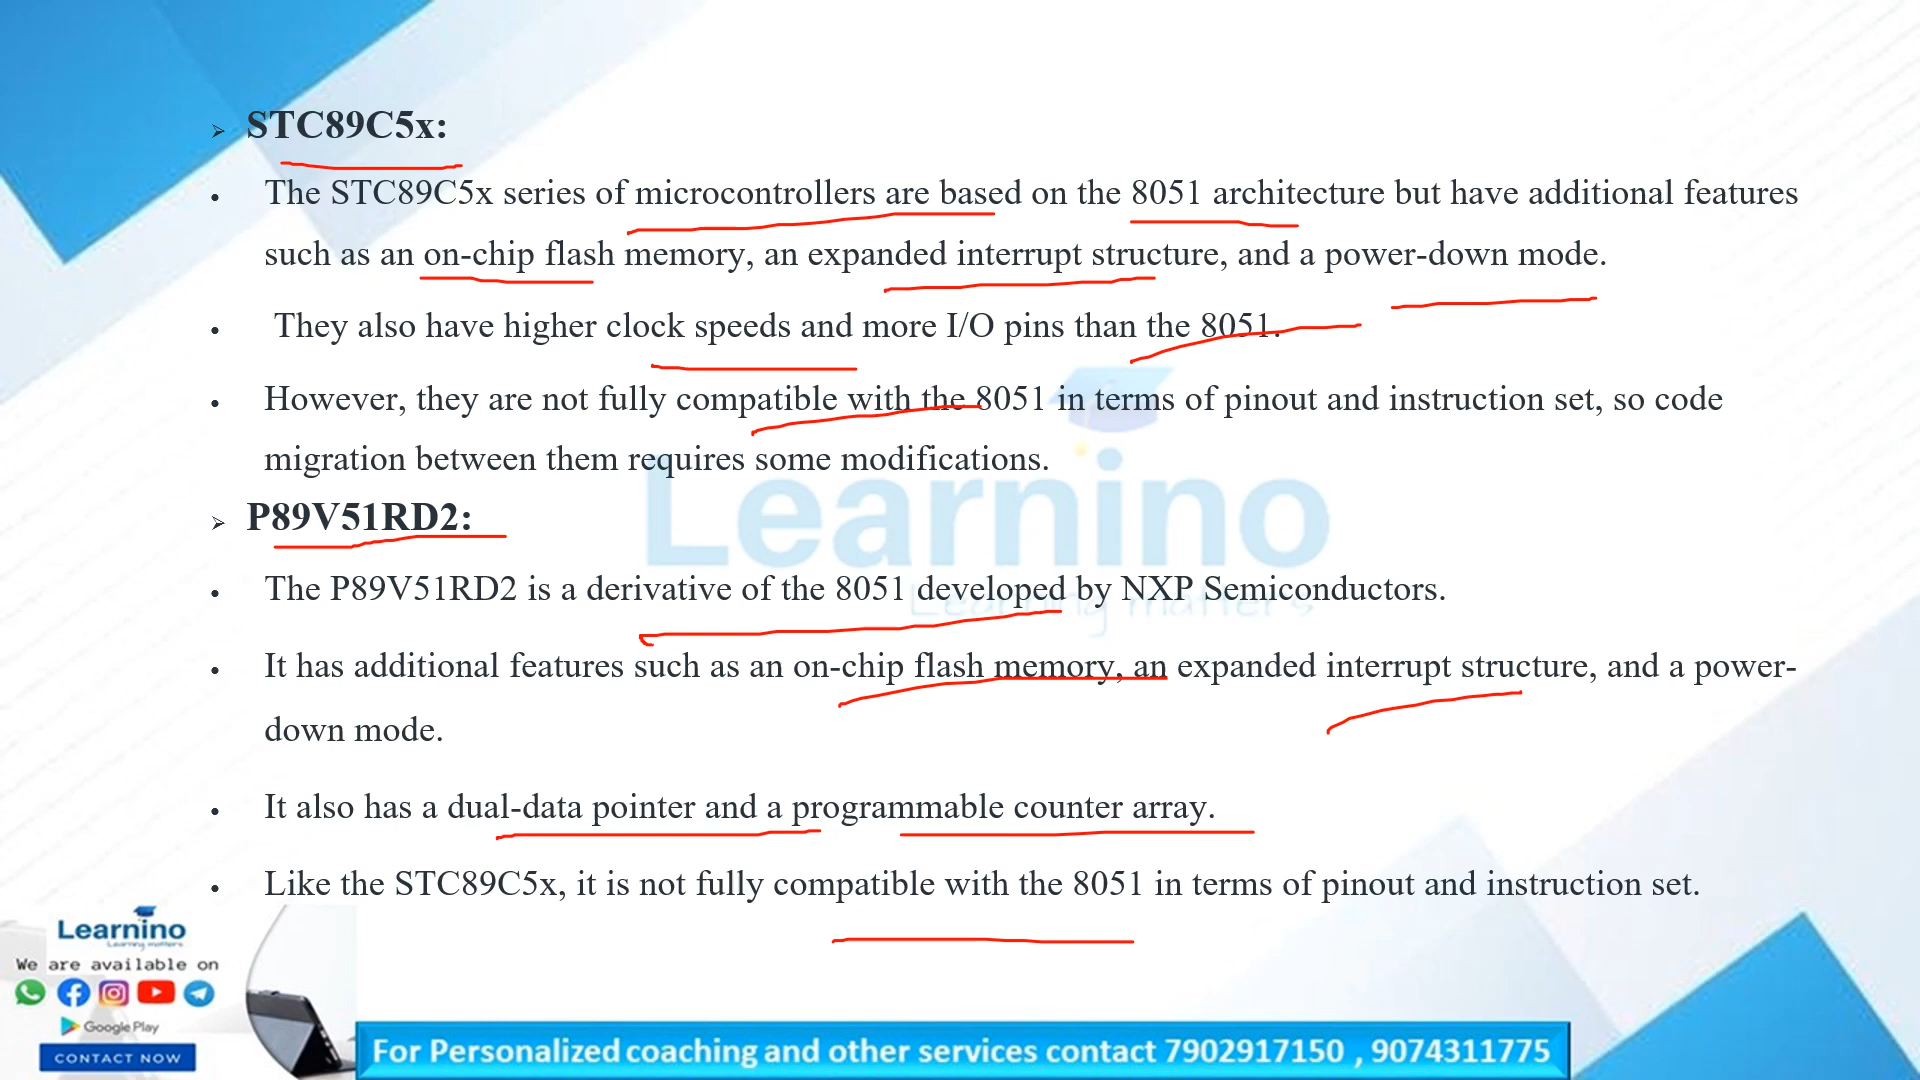 STC89C5x:
The STC89C5x series of microcontrollers are based on the 8051 architecture but have additional features
such as an on-chip flash memory, an expanded interrupt structure, and a power-down mode.
They also have higher clock speeds and more I/O pins than the 8051.
However, they are not fully compatible with the 8051 in terms of pinout and instruction set, so code
migration between them requires some modifications.
P89V51RD2:
The P89V51RD2 is a derivative of the 8051 developed by NXP Semiconductors.
It has additional features such as an on-chip flash memory, an expanded interrupt structure, and a power-
down mode.
It also has a dual-data pointer and a programmable counter array.
Like the STC89C5x, it is not fully compatible with the 8051 in terms of pinout and instruction set.
Learnino
Learning matters
Learnino
Learning matters
We are available on
Google Play
CONTACT NOW
For Personalized coaching and other services contact 7902917150 , 9074311775